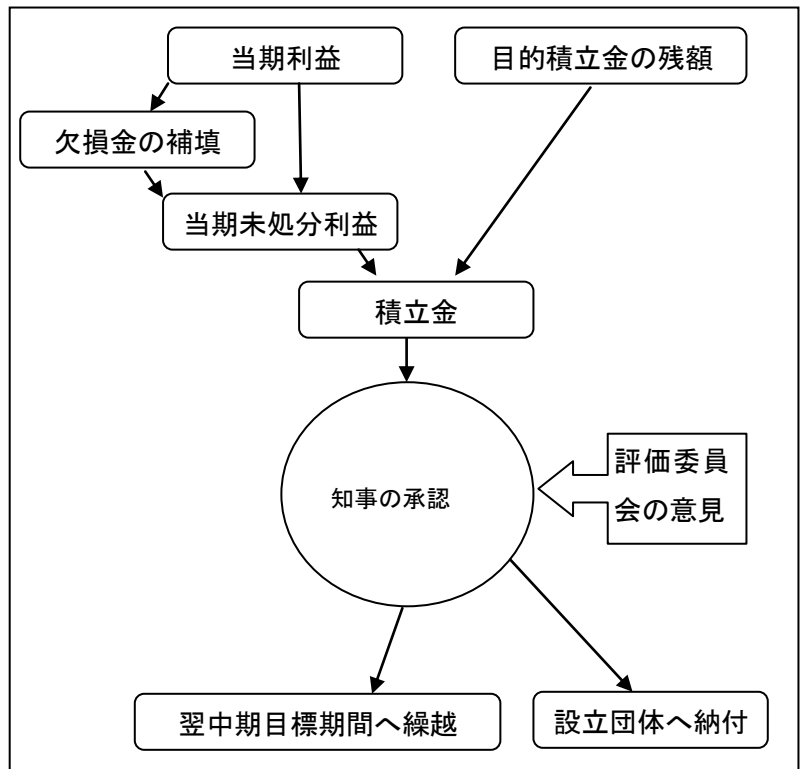 当期利益
目的積立金の残額
欠損金の補填
当期未処分利益
積立金
知事の承認
評価委員
会の意見
翌中期目標期間へ繰越
設立団体へ納付